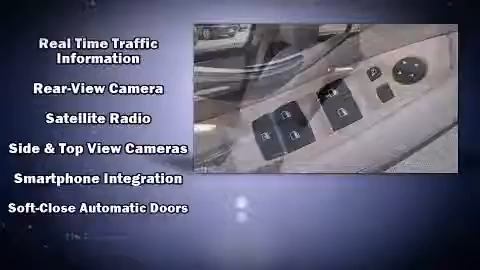 Real Time Traffic
Information
Rear-View Camera
Satellite Radio
Side & Top View Cameras
Smartphone Integration
Soft-Close Automatic Doors